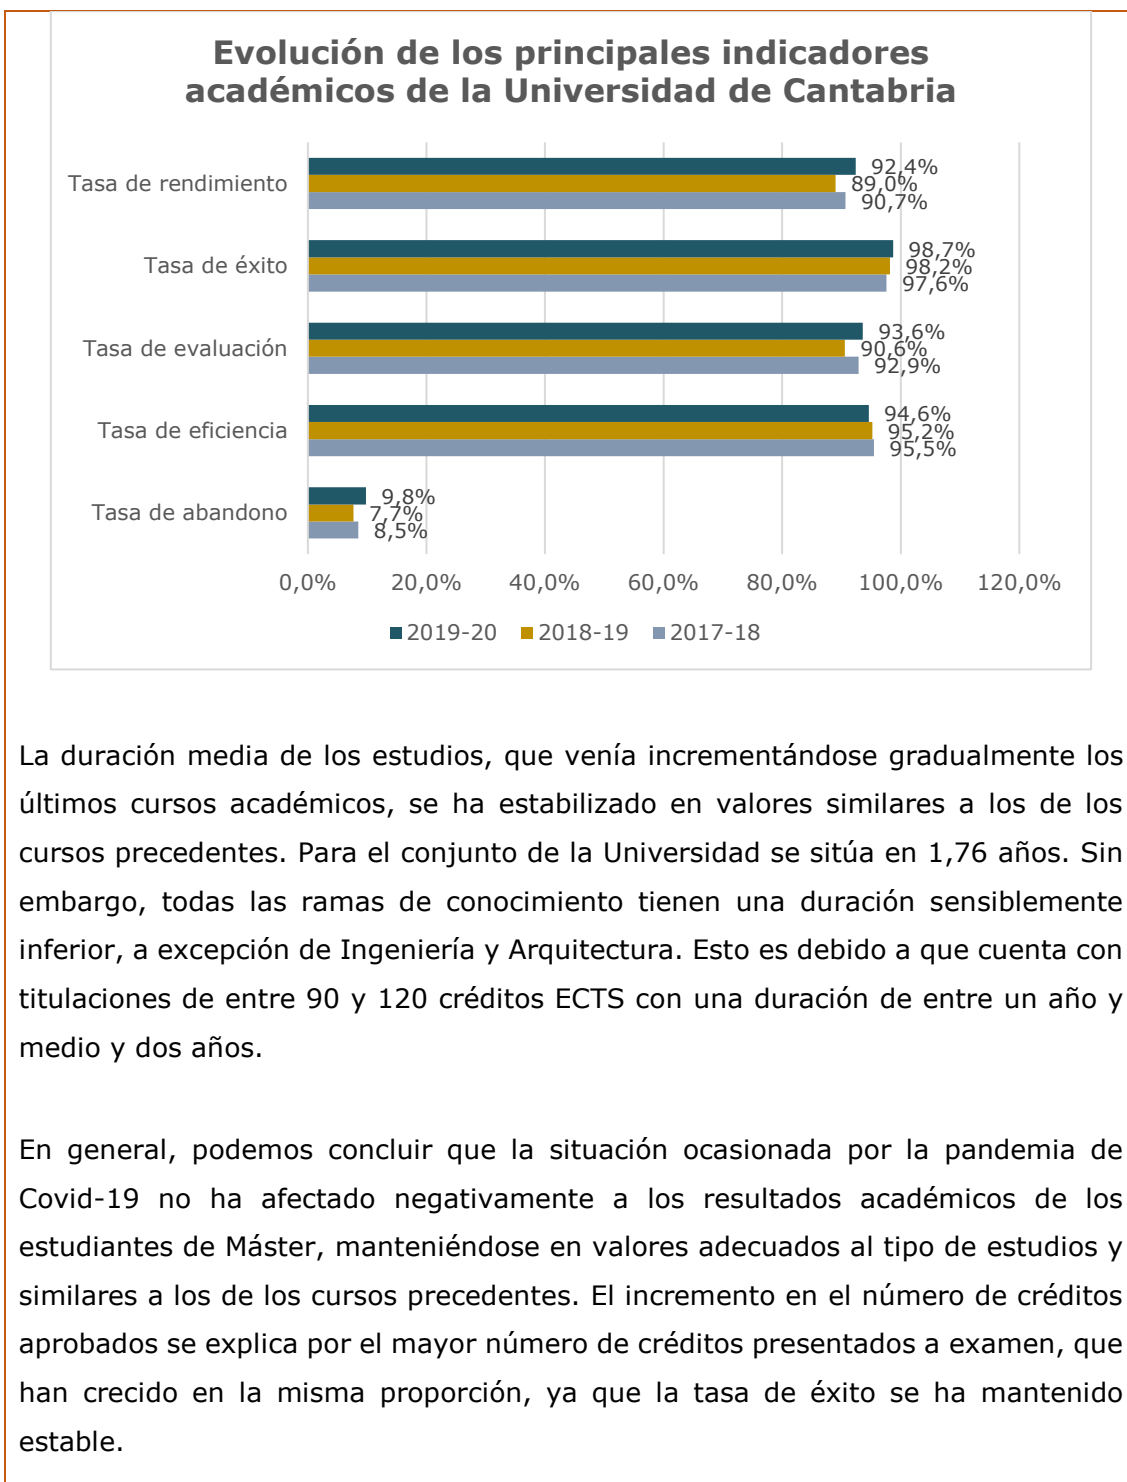 Evolución de los principales indicadores
académicos de la Universidad de Cantabria
Tasa de rendimiento
92,4%
89,0%
90,7%
Tasa de éxito
98,7%
98,2%
97,6%
Tasa de evaluación
93,6%
90,6%
92,9%
Tasa de eficiencia
94,6%
95,2%
95,5%
Tasa de abandono
9,8%
7,7%
8,5%
0,0% 20,0% 40,0% 60,0% 80,0% 100,0% 120,0%
2019-20 2018-19 2017-18
La duración media de los estudios, que venía incrementándose gradualmente los
últimos cursos académicos, se ha estabilizado en valores similares a los de los
cursos precedentes. Para el conjunto de la Universidad se sitúa en 1,76 años. Sin
embargo, todas las ramas de conocimiento tienen una duración sensiblemente
inferior, a excepción de Ingeniería y Arquitectura. Esto es debido a que cuenta con
titulaciones de entre 90 y 120 créditos ECTS con una duración de entre un año y
medio y dos años.
En general, podemos concluir que la situación ocasionada por la pandemia de
Covid-19 no ha afectado negativamente a los resultados académicos de los
estudiantes de Máster, manteniéndose en valores adecuados al tipo de estudios y
similares a los de los cursos precedentes. El incremento en el número de créditos
aprobados se explica por el mayor número de créditos presentados a examen, que
han crecido en la misma proporción, ya que la tasa de éxito se ha mantenido
estable.